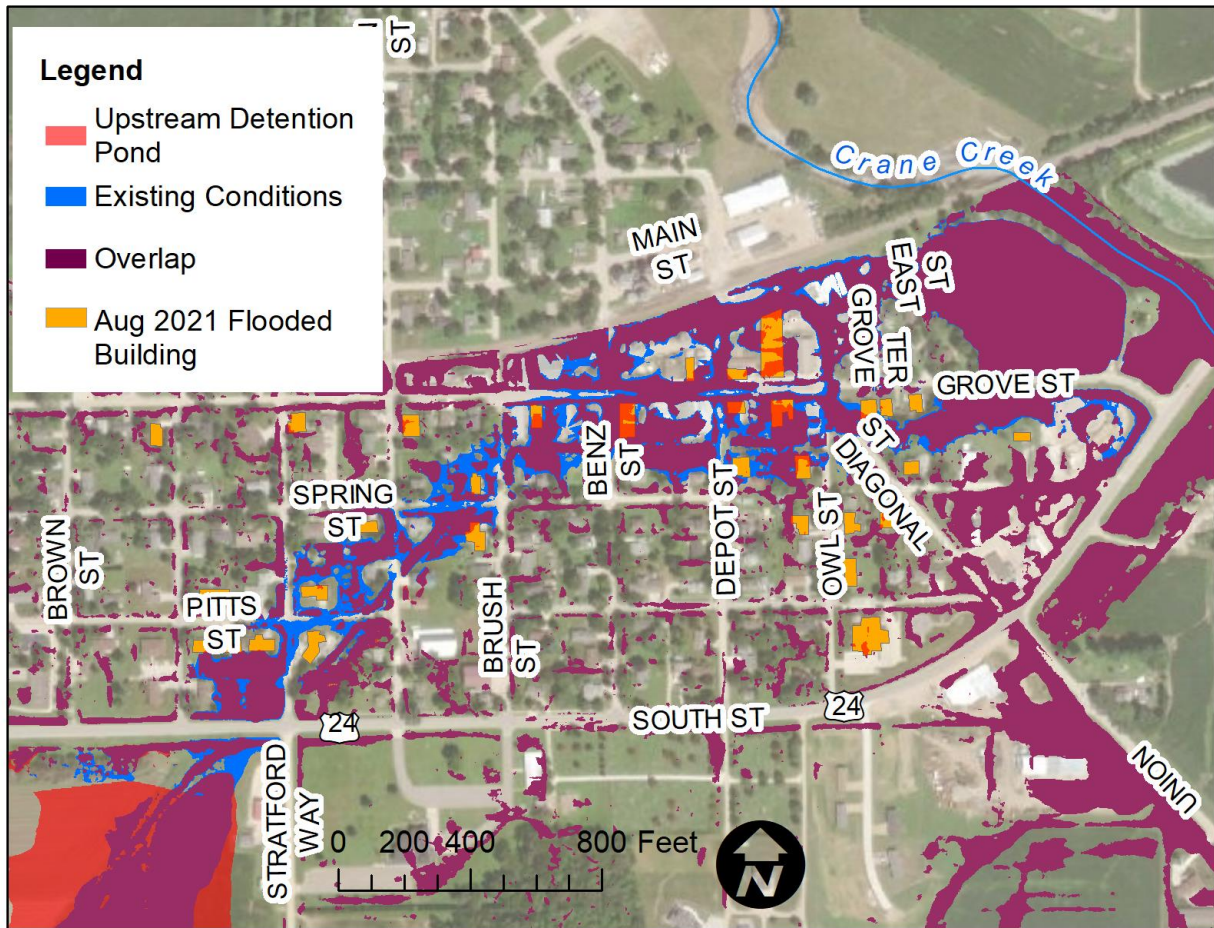 ST
Legend
Upstream Detention
Pond
Existing Conditions
Overlap
Aug 2021 Flooded
Building
Crane Creek
MAIN
ST
EAST
ST
GROVE
TER
GROVE ST
ST
DIAGONAL
BENZ
ST
SPRING
ST
BROWN
ST
DEPOT ST
OWL ST
PITTS
ST
BRUSH
ST
24
SOUTH ST
24
UNION
STRATFORD
WAY
0 200 400 800 Feet
N